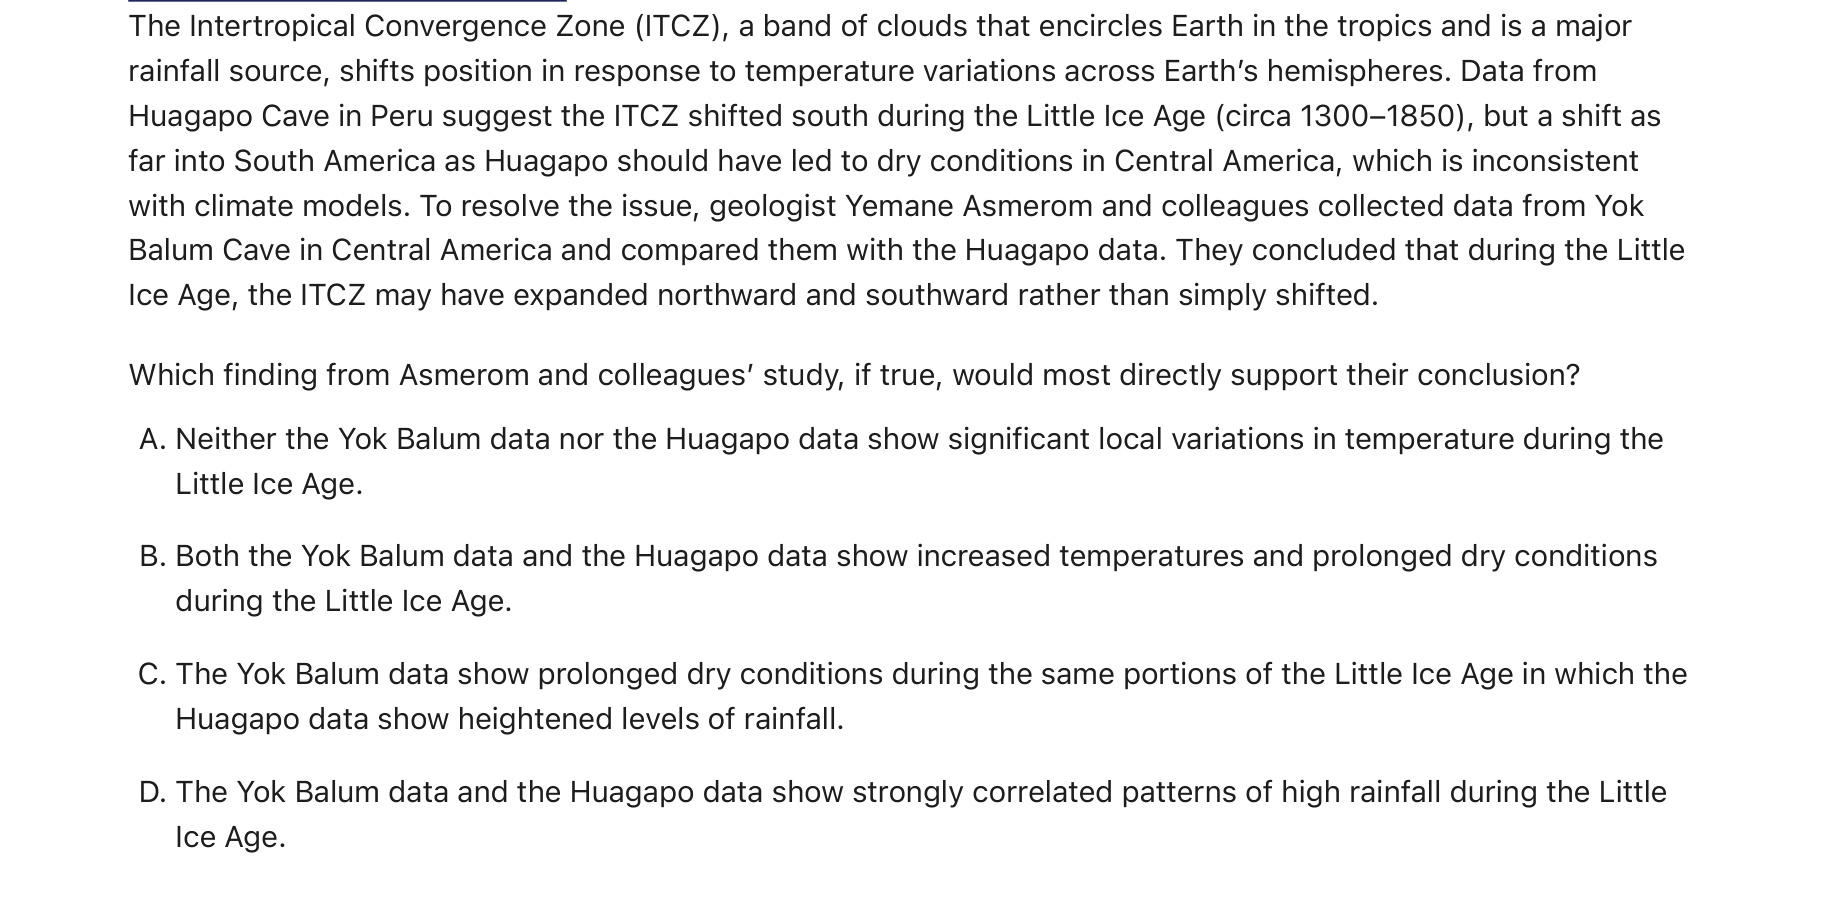 The Intertropical Convergence Zone (ITCZ), a band of clouds that encircles Earth in the tropics and is a major
rainfall source, shifts position in response to temperature variations across Earth’s hemispheres. Data from
Huagapo Cave in Peru suggest the ITCZ shifted south during the Little Ice Age (circa 1300–1850), but a shift as
far into South America as Huagapo should have led to dry conditions in Central America, which is inconsistent
with climate models. To resolve the issue, geologist Yemane Asmerom and colleagues collected data from Yok
Balum Cave in Central America and compared them with the Huagapo data. They concluded that during the Little
Ice Age, the ITCZ may have expanded northward and southward rather than simply shifted.
Which finding from Asmerom and colleagues’ study, if true, would most directly support their conclusion?
A. Neither the Yok Balum data nor the Huagapo data show significant local variations in temperature during the
Little Ice Age.
B. Both the Yok Balum data and the Huagapo data show increased temperatures and prolonged dry conditions
during the Little Ice Age.
C. The Yok Balum data show prolonged dry conditions during the same portions of the Little Ice Age in which the
Huagapo data show heightened levels of rainfall.
D. The Yok Balum data and the Huagapo data show strongly correlated patterns of high rainfall during the Little
Ice Age.